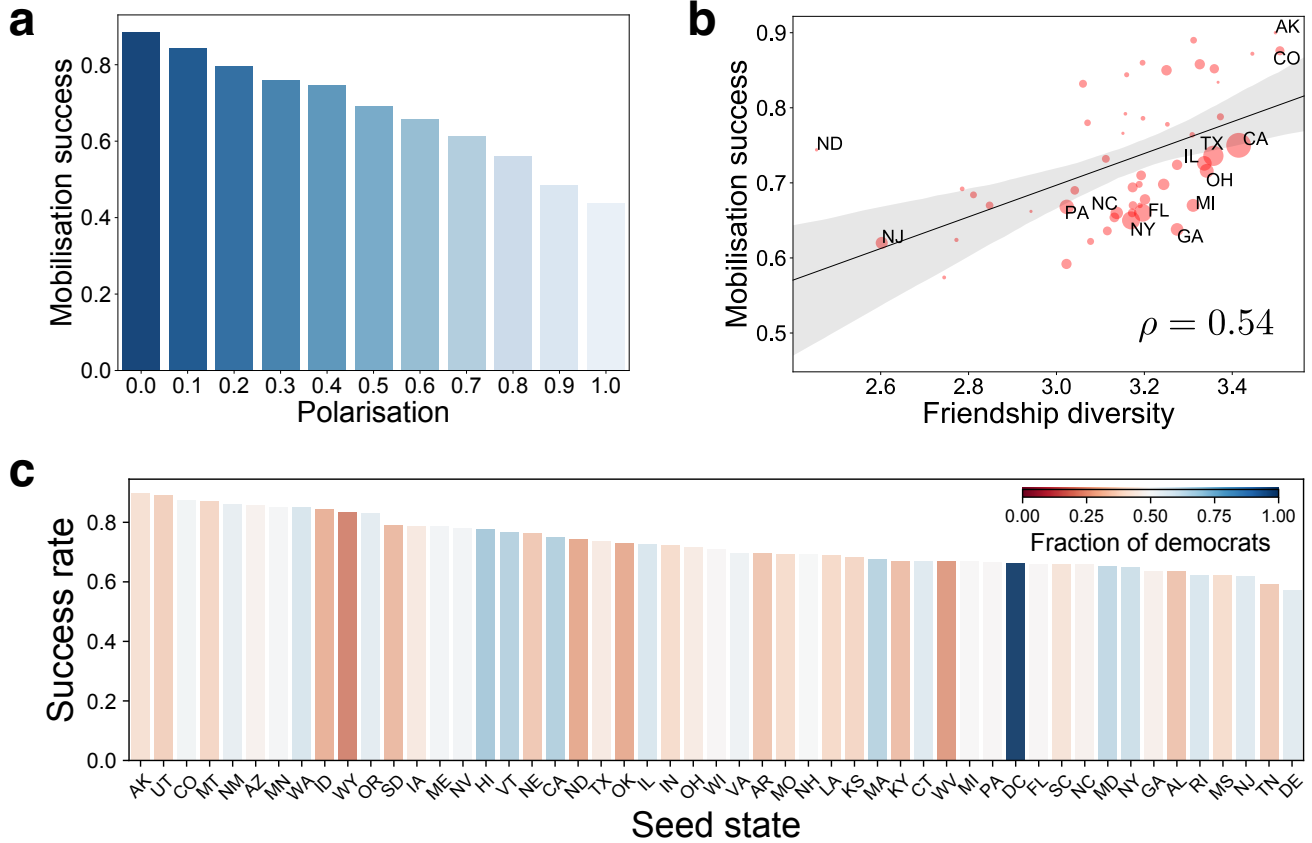 a
Mobilisation success
0.8
0.6
0.4
0.2
0.0
0.0 0.1 0.2 0.3 0.4 0.5 0.6 0.7 0.8 0.9 1.0
Polarisation
b
Mobilisation success
0.9
0.8
0.7
0.6
0.5
AK
CO
ND
TX
CA
IL
OH
PA
NC
FL
MI
NY
GA
NJ
ρ = 0.54
2.6 2.8 3.0 3.2 3.4
Friendship diversity
c
Success rate
0.8
0.6
0.4
0.2
0.0
0.00 0.25 0.50 0.75 1.00
Fraction of democrats
AK UT CO MT NM AZ MN WA ID WY OR SD IA ME NV HI VT NE CA ND TX OK IL IN OH WI VA AR MO NH LA KS MA KY CT WV MI PA DC FL SC NC MD NY GA AL RI MS NJ TN DE
Seed state